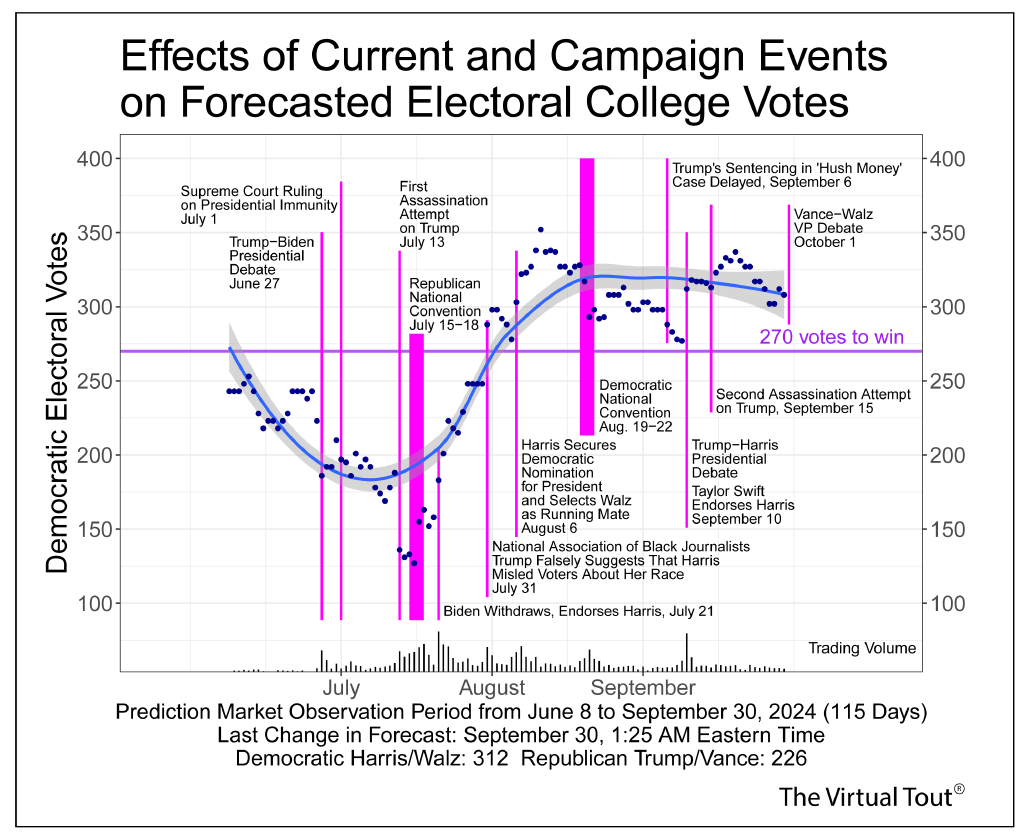 Effects of Current and Campaign Events
on Forecasted Electoral College Votes
Democratic Electoral Votes
400
350
300
250
200
150
100
400
350
300
250
200
150
100
Supreme Court Ruling
on Presidential Immunity
July 1
Trump−Biden
Presidential
Debate
June 27
First
Assassination
Attempt
on Trump
July 13
Republican
National
Convention
July 15−18
Trump's Sentencing in 'Hush Money'
Case Delayed, September 6
Vance−Walz
VP Debate
October 1
270 votes to win
Democratic
National
Convention
Aug. 19−22
Second Assassination Attempt
on Trump, September 15
Harris Secures
Democratic
Nomination
for President
and Selects Walz
as Running Mate
August 6
Trump−Harris
Presidential
Debate
Taylor Swift
Endorses Harris
September 10
National Association of Black Journalists
Trump Falsely Suggests That Harris
Misled Voters About Her Race
July 31
Biden Withdraws, Endorses Harris, July 21
Trading Volume
July
August
September
Prediction Market Observation Period from June 8 to September 30, 2024 (115 Days)
Last Change in Forecast: September 30, 1:25 AM Eastern Time
Democratic Harris/Walz: 312 Republican Trump/Vance: 226
The Virtual Tout®